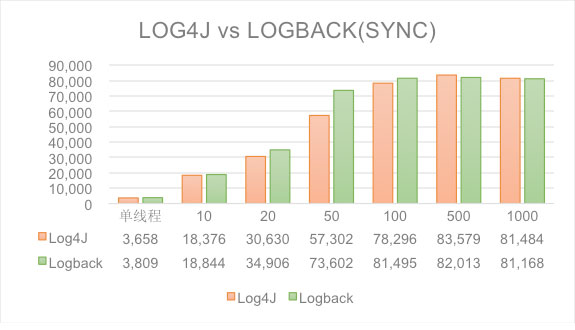 LOG4J vs LOGBACK(SYNC)
90,000
80,000
70,000
60,000
50,000
40,000
30,000
20,000
10,000
0
单线程 10 20 50 100 500 1000
Log4J 3,658 18,376 30,630 57,302 78,296 83,579 81,484
Logback 3,809 18,844 34,906 73,602 81,495 82,013 81,168
Log4J Logback